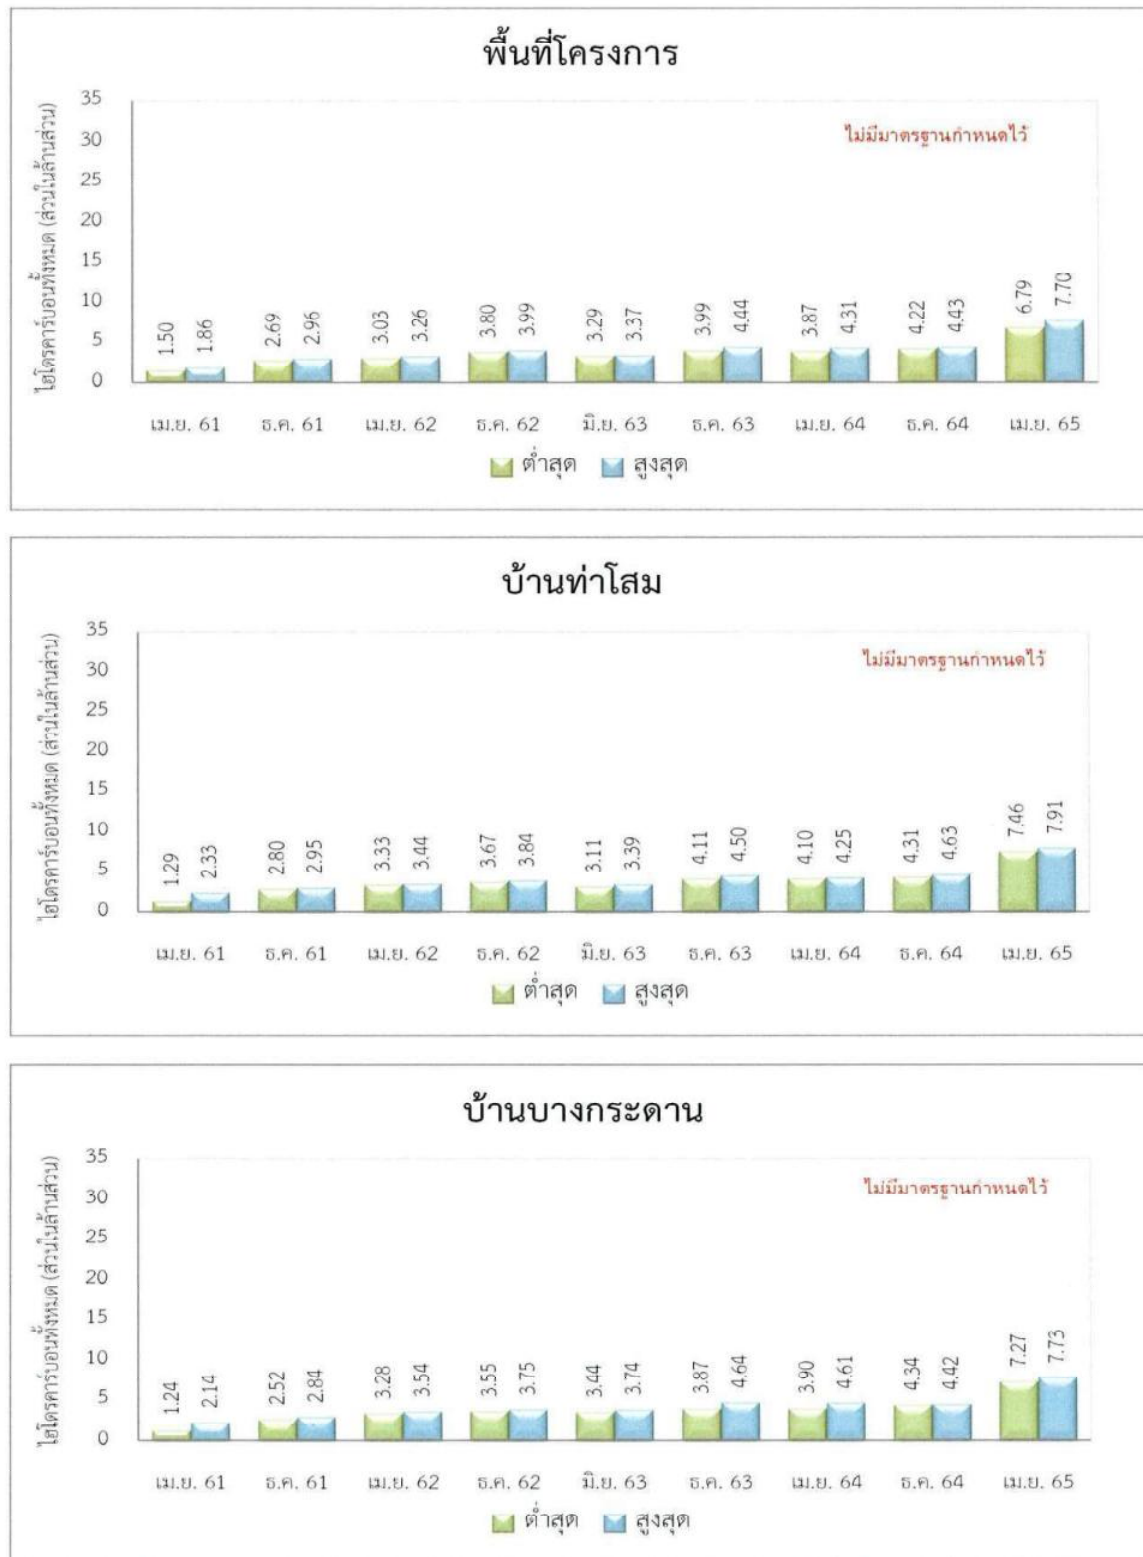 พื้นที่โครงการ
ไฮโดรคาร์บอนทั้งหมด (ส่วนในล้านส่วน)
ไม่มีมาตรฐานกำหนดไว้
35
30
25
20
15
10
5
0
1.50 1.86 2.69 2.96 3.03 3.26 3.80 3.99 3.29 3.37 3.99 4.44 3.87 4.31 4.22 4.43 6.79 7.70
เม.ย. 61 ธ.ค. 61 เม.ย. 62 ธ.ค. 62 มิ.ย. 63 ธ.ค. 63 เม.ย. 64 ธ.ค. 64 เม.ย. 65
ต่ำสุด สูงสุด
บ้านท่าโสม
ไฮโดรคาร์บอนทั้งหมด (ส่วนในล้านส่วน)
ไม่มีมาตรฐานกำหนดไว้
35
30
25
20
15
10
5
0
1.29 2.33 2.80 2.95 3.33 3.44 3.67 3.84 3.11 3.39 4.11 4.50 4.10 4.25 4.31 4.63 7.46 7.91
เม.ย. 61 ธ.ค. 61 เม.ย. 62 ธ.ค. 62 มิ.ย. 63 ธ.ค. 63 เม.ย. 64 ธ.ค. 64 เม.ย. 65
ต่ำสุด สูงสุด
บ้านบางกระดาน
ไฮโดรคาร์บอนทั้งหมด (ส่วนในล้านส่วน)
ไม่มีมาตรฐานกำหนดไว้
35
30
25
20
15
10
5
0
1.24 2.14 2.52 2.84 3.28 3.54 3.55 3.75 3.44 3.74 3.87 4.64 3.90 4.61 4.34 4.42 7.27 7.73
เม.ย. 61 ธ.ค. 61 เม.ย. 62 ธ.ค. 62 มิ.ย. 63 ธ.ค. 63 เม.ย. 64 ธ.ค. 64 เม.ย. 65
ต่ำสุด สูงสุด